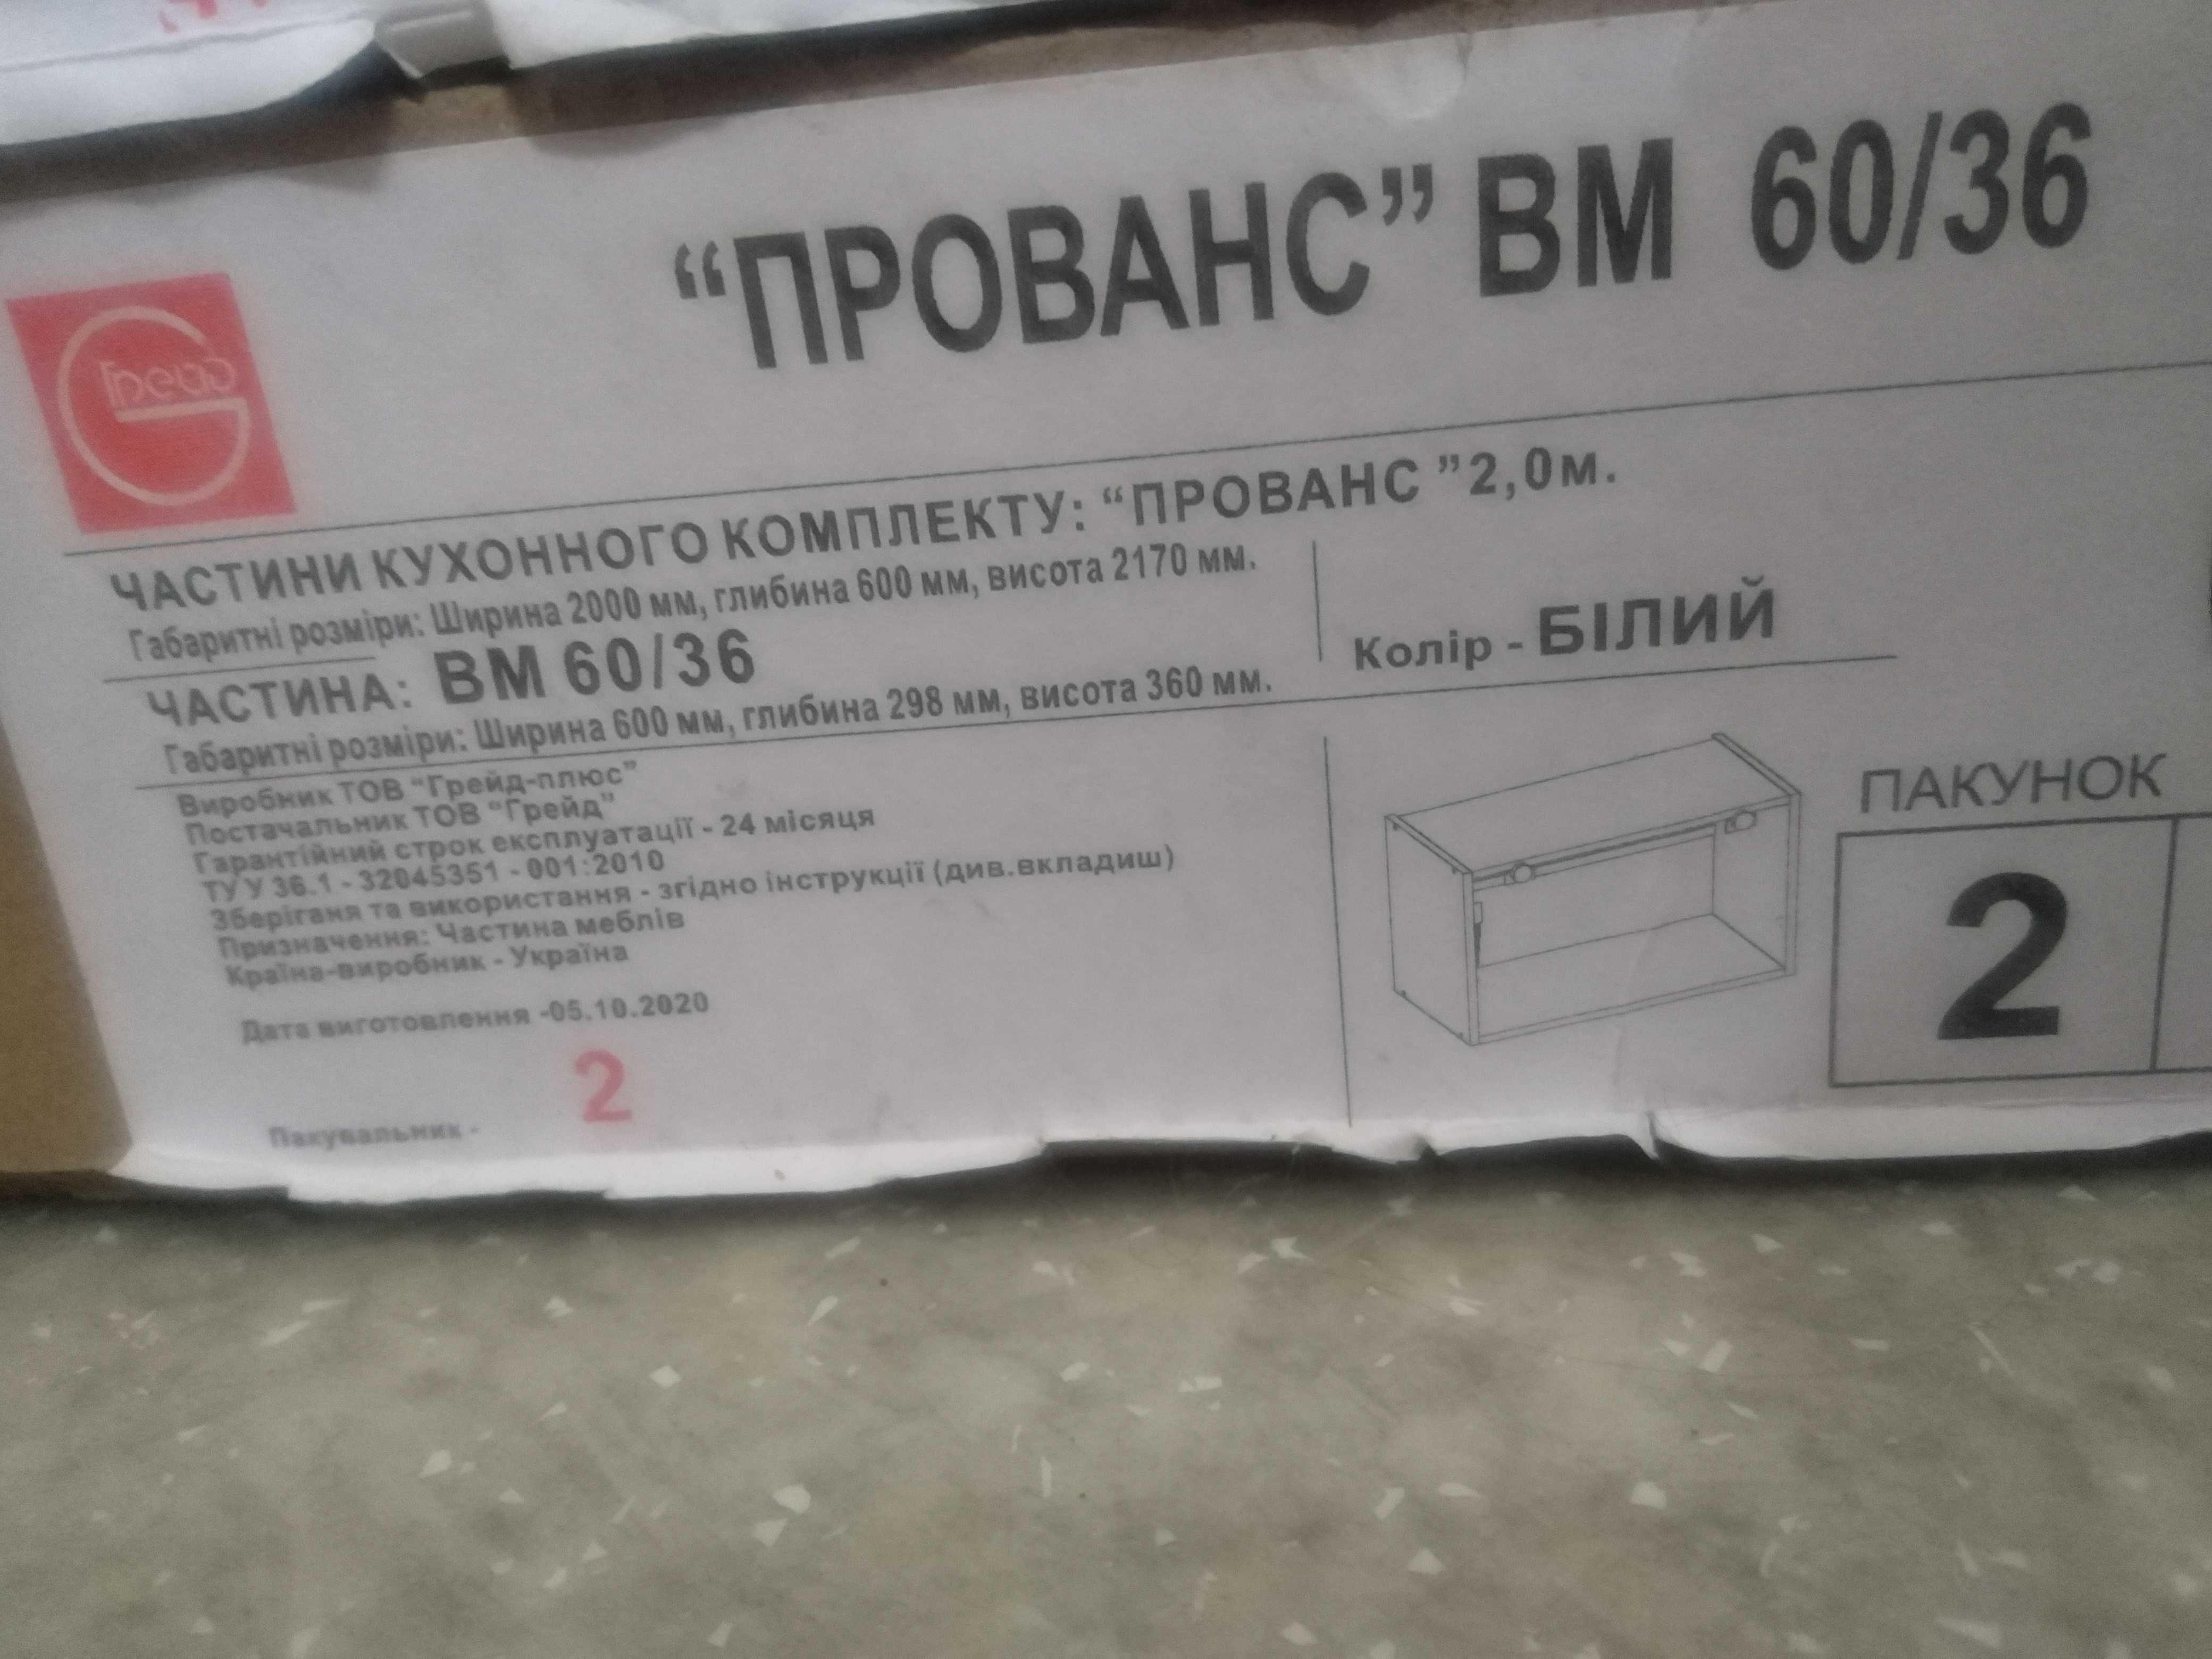 “ПРОВАНС” ВМ 60/36
Грейд
ЧАСТИНИ КУХОННОГО КОМПЛЕКТУ: “ПРОВАНС ”2,0м.
Габаритні розміри: Ширина 2000 мм, глибина 600 мм, висота 2170 мм.
Колір - БІЛИЙ
ЧАСТИНА: ВМ 60/36
Габаритні розміри: Ширина 600 мм, глибина 298 мм, висота 360 мм.
Виробник ТОВ “Грейд-плюс”
Постачальник ТОВ “Грейд”
Гарантійний строк експлуатації - 24 місяця
ТУ У 36.1 - 32045351 - 001:2010
Зберіганя та використання - згідно інструкції (див.вкладиш)
Призначення: Частина меблів
Країна-виробник - Україна
Дата виготовлення -05.10.2020
2
Пакувальник -
ПАКУНОК
2